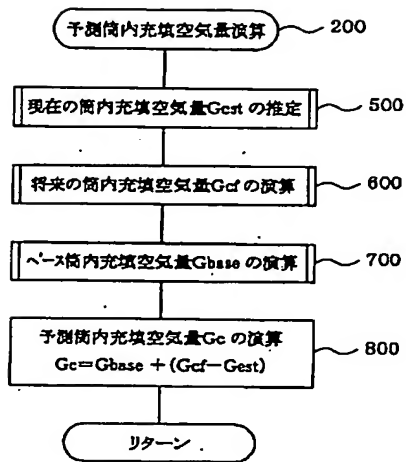 予測筒内充填空気量演算 200
現在の筒内充填空気量Gestの推定 500
将来の筒内充填空気量Gcfの演算 600
ベース筒内充填空気量Gbaseの演算 700
予測筒内充填空気量Gcの演算 800
Gc=Gbase+(Gcf-Gest)
リターン